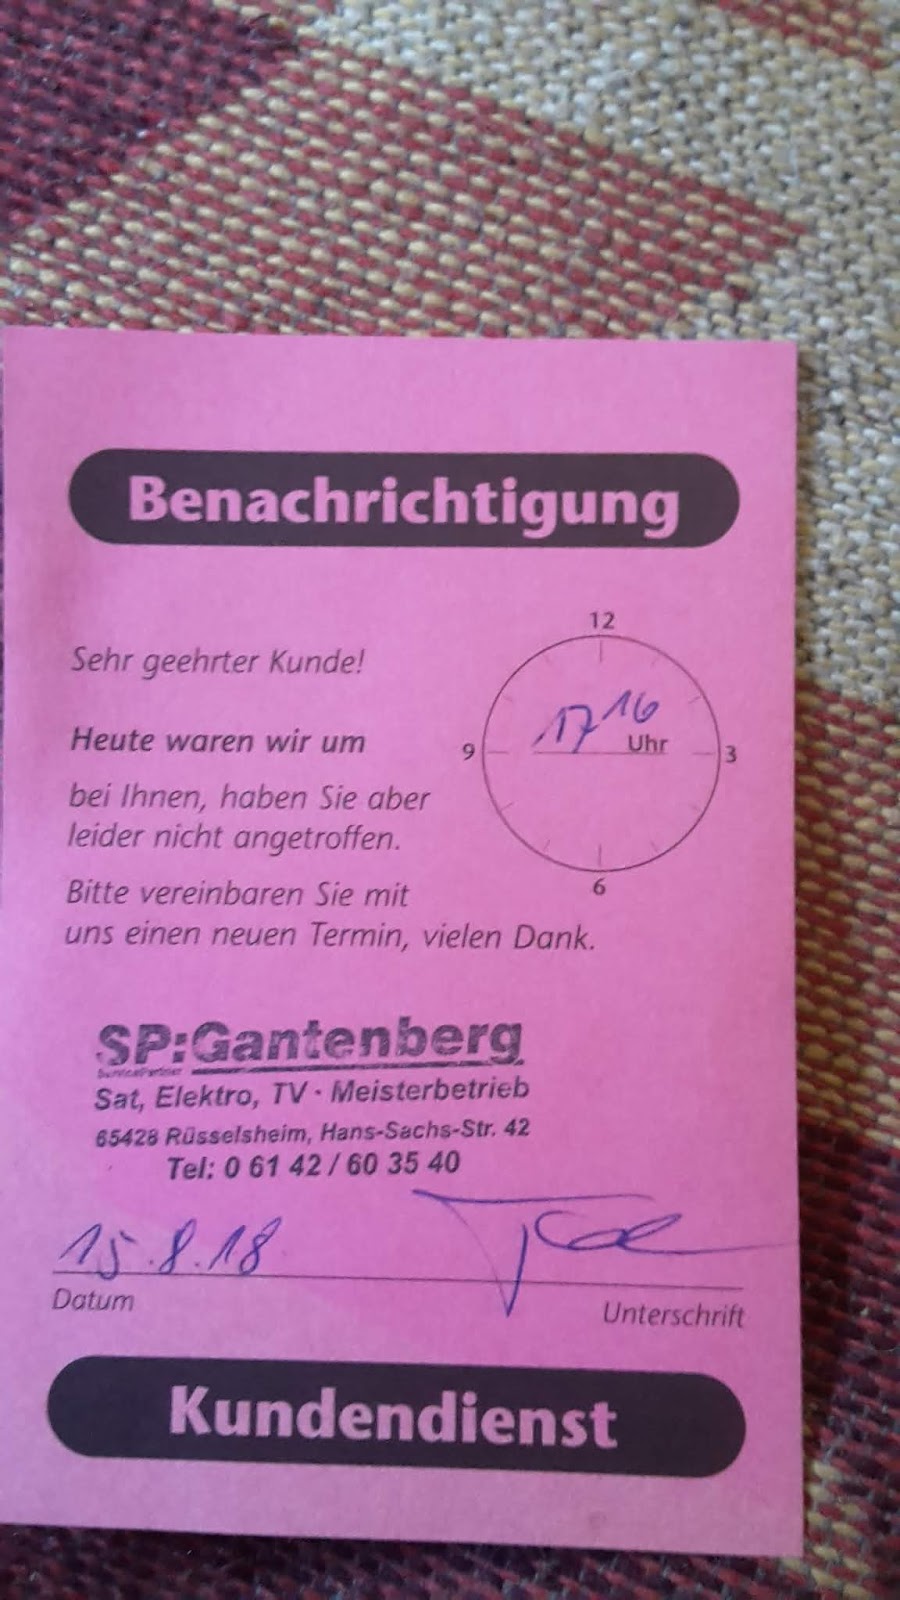 Benachrichtigung
12
Sehr geehrter Kunde!
17 16
Heute waren wir um
9
Uhr
3
bei Ihnen, haben Sie aber
leider nicht angetroffen.
6
Bitte vereinbaren Sie mit
uns einen neuen Termin, vielen Dank.
SP:Gantenberg
ServicePartner
Sat, Elektro, TV · Meisterbetrieb
65428 Rüsselsheim, Hans-Sachs-Str. 42
Tel: 0 61 42 / 60 35 40
15.8.18
Datum
Unterschrift
Kundendienst